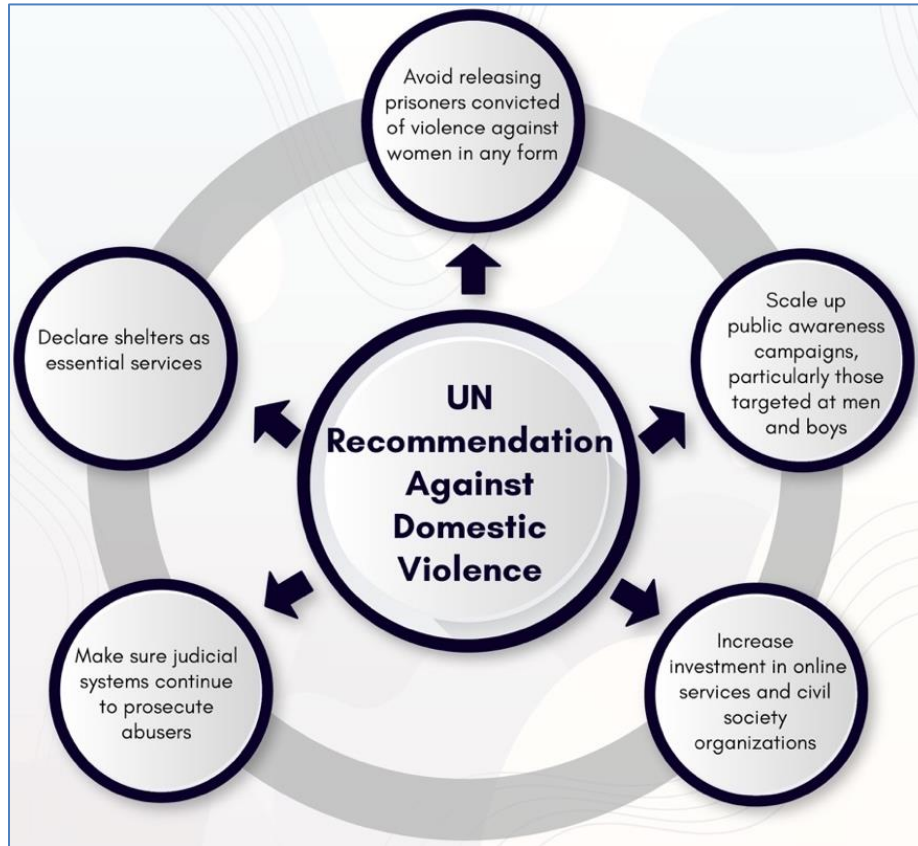 Avoid releasing
prisoners convicted
of violence against
women in any form
Declare shelters as
essential services
Scale up
public awareness
campaigns,
particularly those
targeted at men
and boys
UN
Recommendation
Against
Domestic
Violence
Make sure judicial
systems continue
to prosecute
abusers
Increase
investment in online
services and civil
society
organizations